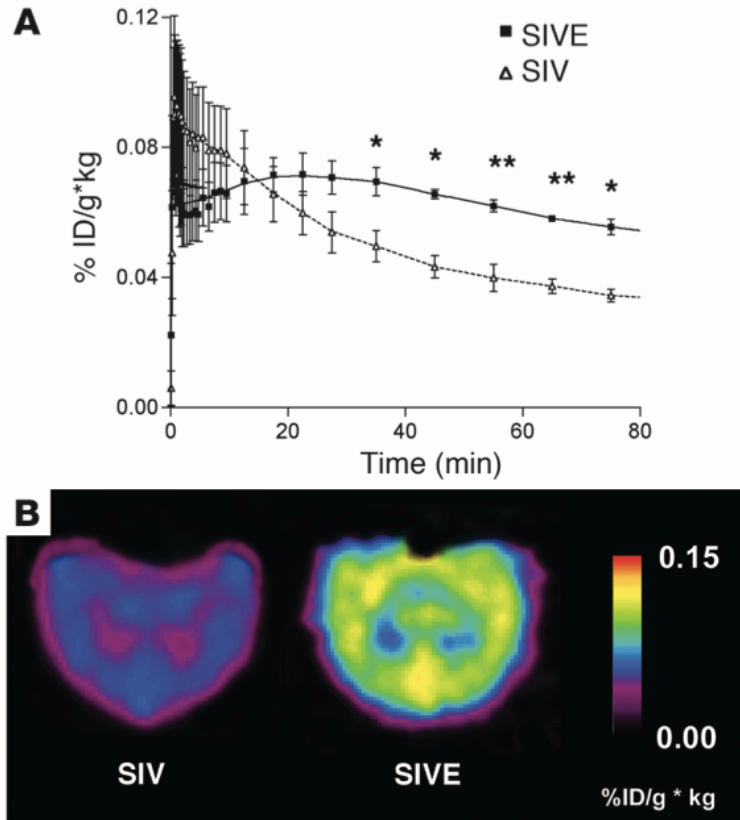 A
0.12
SIVE
SIV
* * ** ** *
0.08
% ID/g*kg
0.04
0.00
0 20 40 60 80
Time (min)
B
0.15
0.00
SIV SIVE
%ID/g * kg